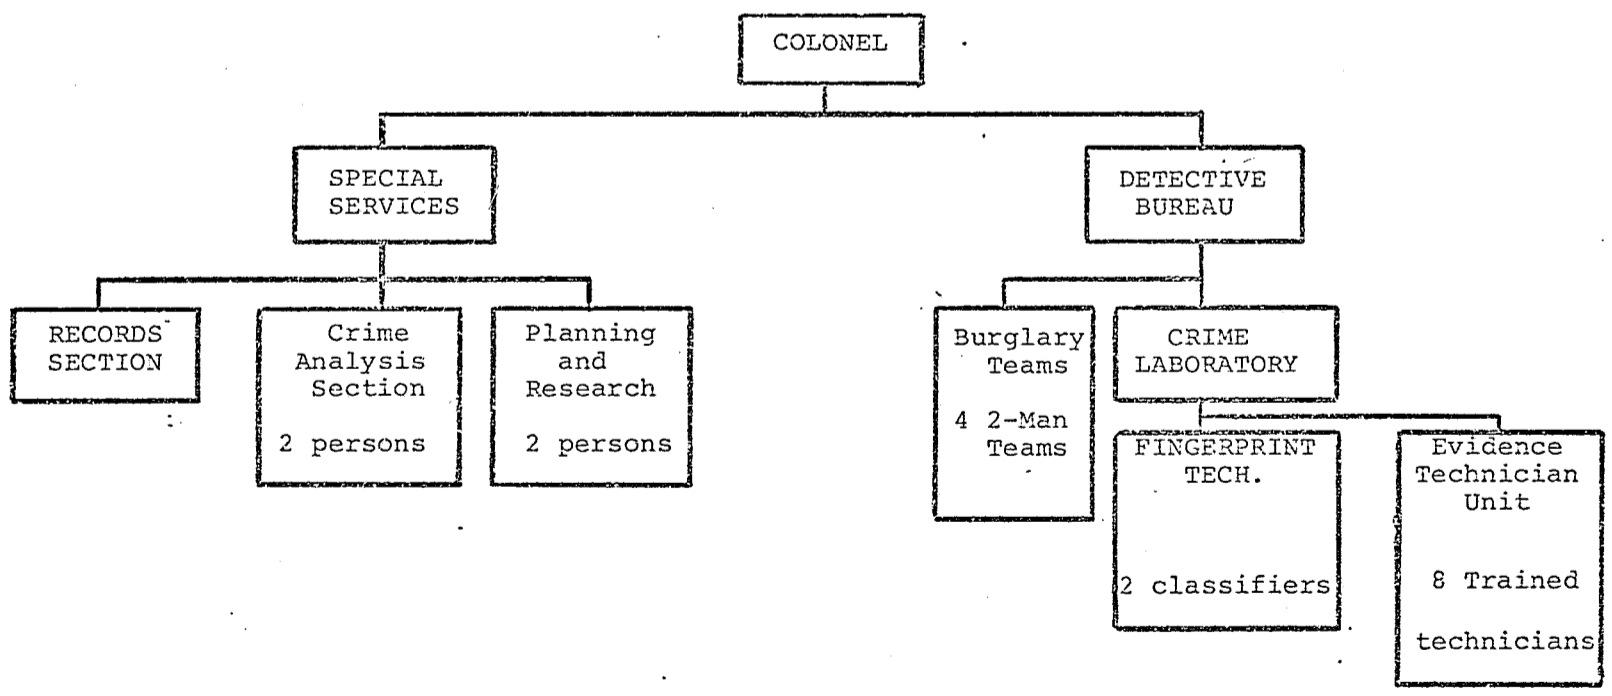 COLONEL
SPECIAL
SERVICES
DETECTIVE
BUREAU
RECORDS
SECTION
Crime
Analysis
Section
2 persons
Planning
and
Research
2 persons
Burglary
Teams
4 2-Man
Teams
CRIME
LABORATORY
FINGERPRINT
TECH.
2 classifiers
Evidence
Technician
Unit
8 Trained
technicians